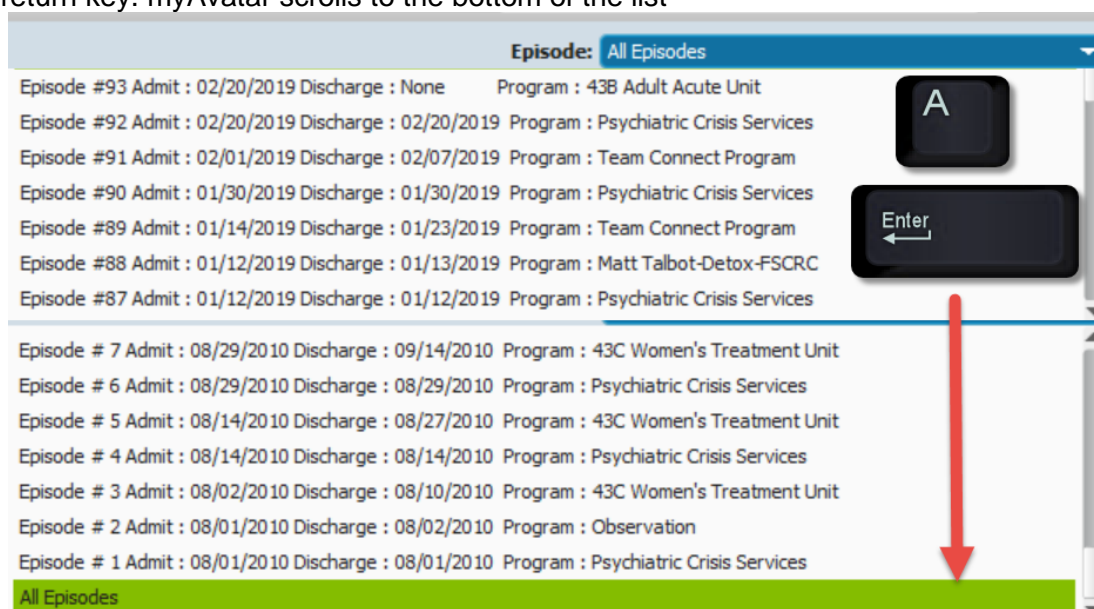 return key: myAvatar scrolls to the bottom of the list
Episode: All Episodes
Episode #93 Admit : 02/20/2019 Discharge : None Program : 43B Adult Acute Unit
Episode #92 Admit : 02/20/2019 Discharge : 02/20/2019 Program : Psychiatric Crisis Services
Episode #91 Admit : 02/01/2019 Discharge : 02/07/2019 Program : Team Connect Program
Episode #90 Admit : 01/30/2019 Discharge : 01/30/2019 Program : Psychiatric Crisis Services
Episode #89 Admit : 01/14/2019 Discharge : 01/23/2019 Program : Team Connect Program
Episode #88 Admit : 01/12/2019 Discharge : 01/13/2019 Program : Matt Talbot-Detox-FSCRC
Episode #87 Admit : 01/12/2019 Discharge : 01/12/2019 Program : Psychiatric Crisis Services
A
Enter
Episode # 7 Admit : 08/29/2010 Discharge : 09/14/2010 Program : 43C Women's Treatment Unit
Episode # 6 Admit : 08/29/2010 Discharge : 08/29/2010 Program : Psychiatric Crisis Services
Episode # 5 Admit : 08/14/2010 Discharge : 08/27/2010 Program : 43C Women's Treatment Unit
Episode # 4 Admit : 08/14/2010 Discharge : 08/14/2010 Program : Psychiatric Crisis Services
Episode # 3 Admit : 08/02/2010 Discharge : 08/10/2010 Program : 43C Women's Treatment Unit
Episode # 2 Admit : 08/01/2010 Discharge : 08/02/2010 Program : Observation
Episode # 1 Admit : 08/01/2010 Discharge : 08/01/2010 Program : Psychiatric Crisis Services
All Episodes